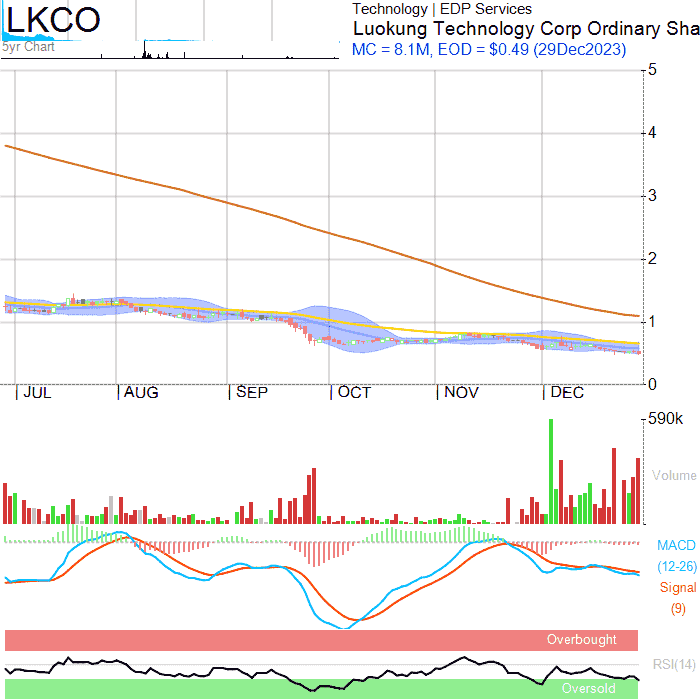 LKCO
5yr Chart
Technology | EDP Services
Luokung Technology Corp Ordinary Sha
MC = 8.1M, EOD = $0.49 (29Dec2023)
5
4
3
2
1
0
JUL AUG SEP OCT NOV DEC
590k
Volume
MACD
(12-26)
Signal
(9)
Overbought
RSI(14)
Oversold